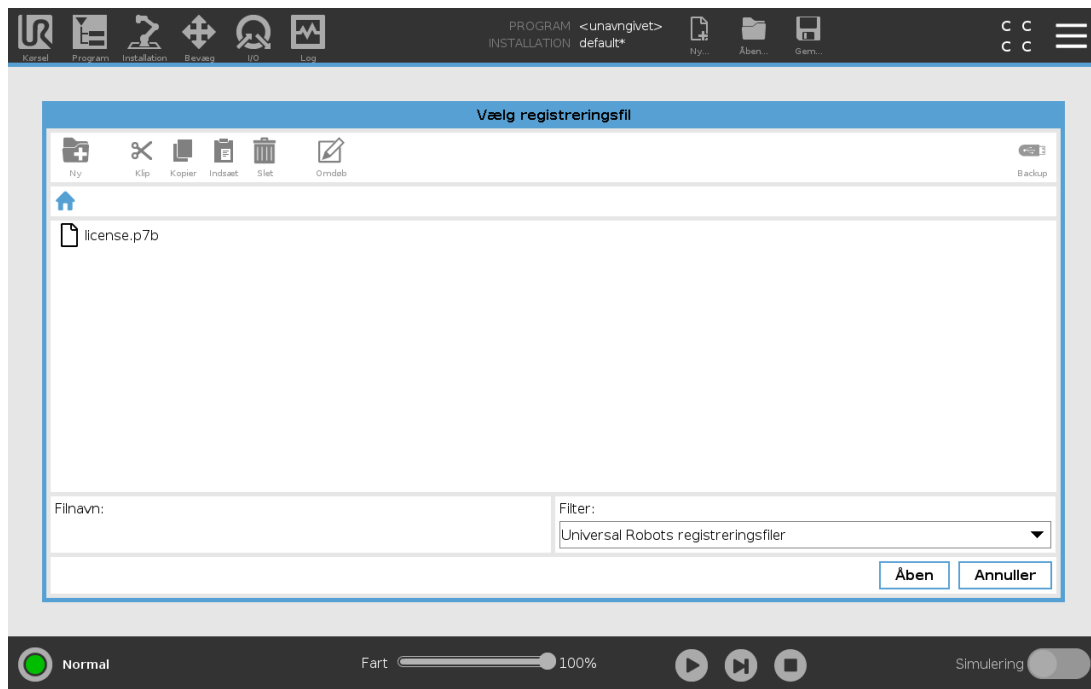 UR
PROGRAM <unavngivet>
INSTALLATION default*
C C
C C
Kørsel Program Installation Bevæg I/O Log Ny... Åben... Gem...
Vælg registreringsfil
Ny Klip Kopier Indsæt Slet Omdøb Backup
license.p7b
Filnavn: Filter:
Universal Robots registreringsfiler
Åben Annuller
Normal Fart 100% Simulering